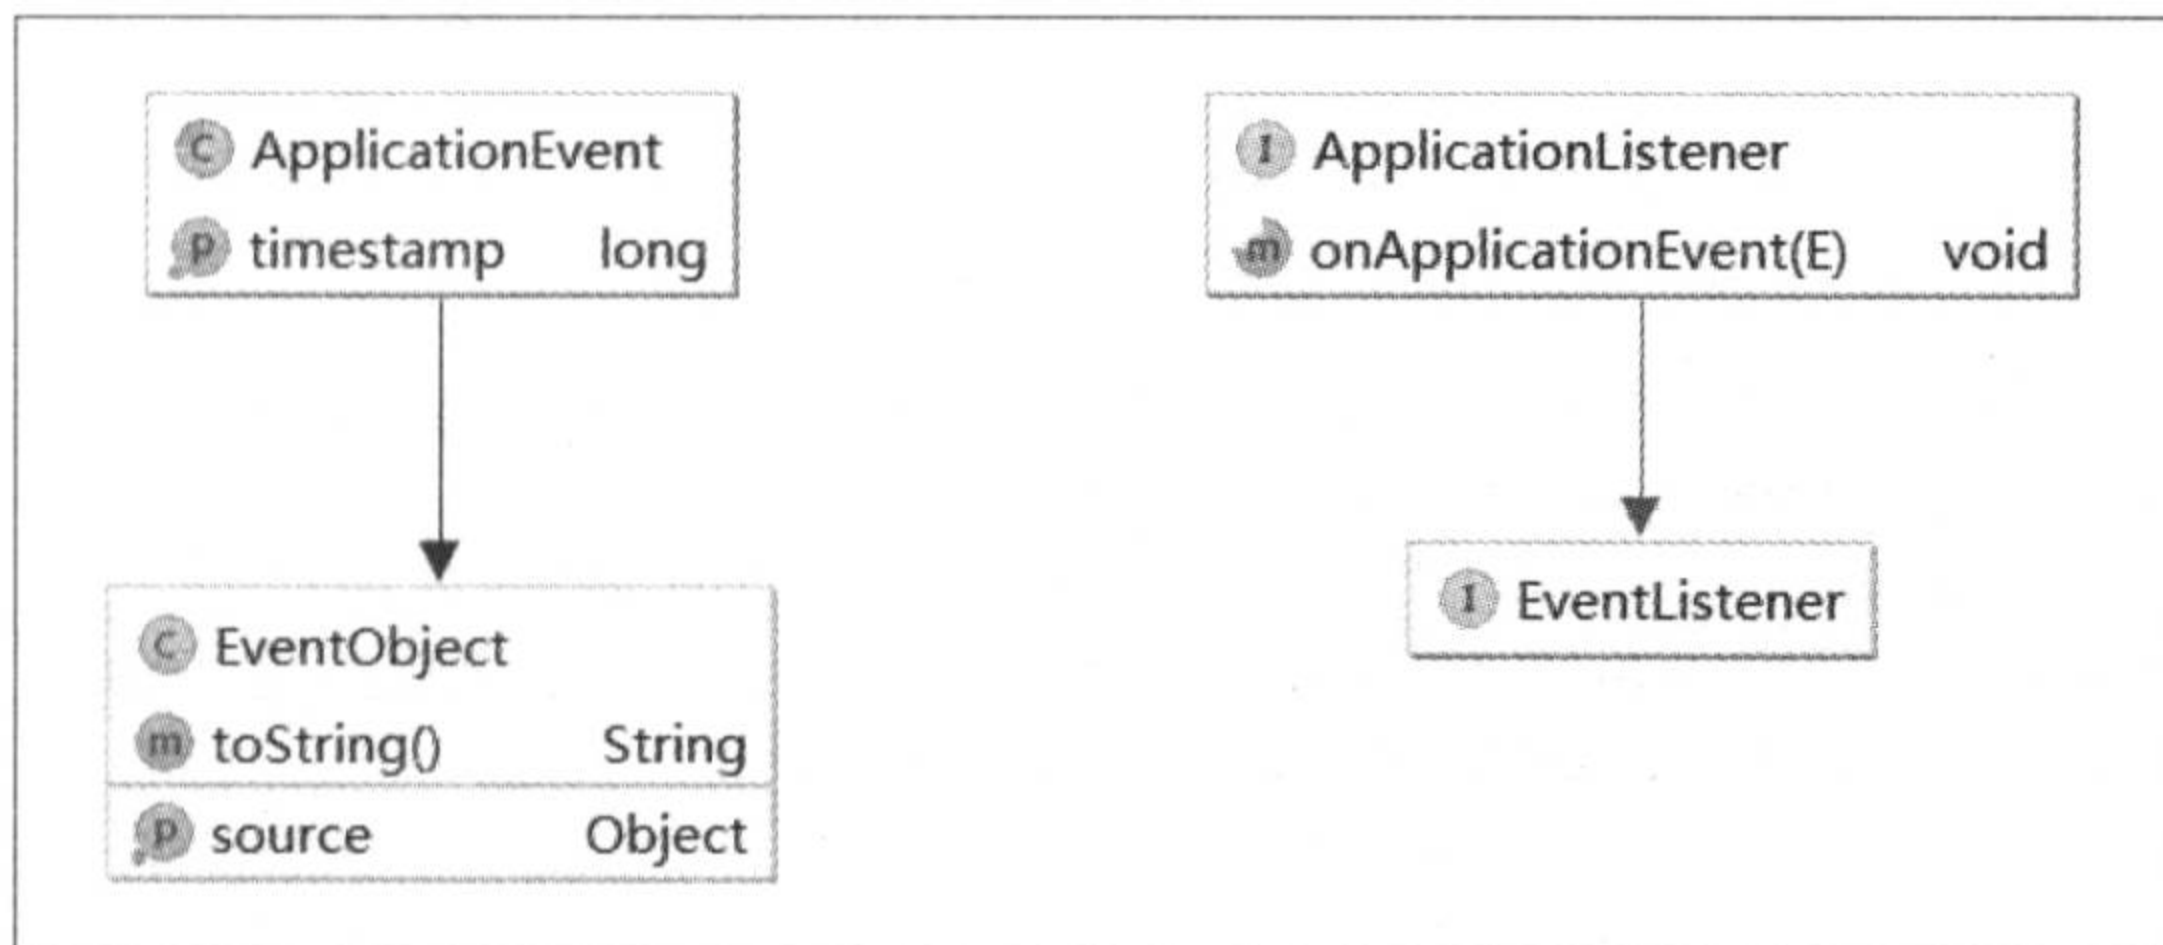 C ApplicationEvent
p timestamp long
I ApplicationListener
m onApplicationEvent(E) void
C EventObject
m toString() String
p source Object
I EventListener